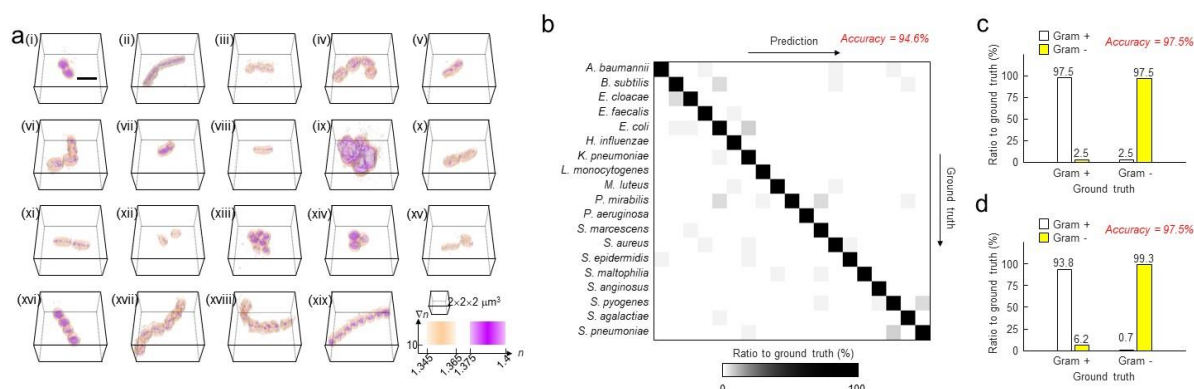 a
(i)
(ii)
(iii)
(iv)
(v)
(vi)
(vii)
(viii)
(ix)
(x)
(xi)
(xii)
(xiii)
(xiv)
(xv)
(xvi)
(xvii)
(xviii)
(xix)
2×2×2 μm³
∇n
10
1.345
1.365
1.375
1.4
n
b
Prediction
Accuracy = 94.6%
A. baumannii
B. subtilis
E. cloacae
E. faecalis
E. coli
H. influenzae
K. pneumoniae
L. monocytogenes
M. luteus
P. mirabilis
P. aeruginosa
S. marcescens
S. aureus
S. epidermidis
S. maltophilia
S. anginosus
S. pyogenes
S. agalactiae
S. pneumoniae
Ground truth
Ratio to ground truth (%)
0
100
c
Gram +
Gram -
Accuracy = 97.5%
Ratio to ground truth (%)
100
75
50
25
0
97.5
2.5
2.5
97.5
Gram +
Gram -
Ground truth
d
Gram +
Gram -
Accuracy = 97.5%
Ratio to ground truth (%)
100
75
50
25
0
93.8
6.2
0.7
99.3
Gram +
Gram -
Ground truth